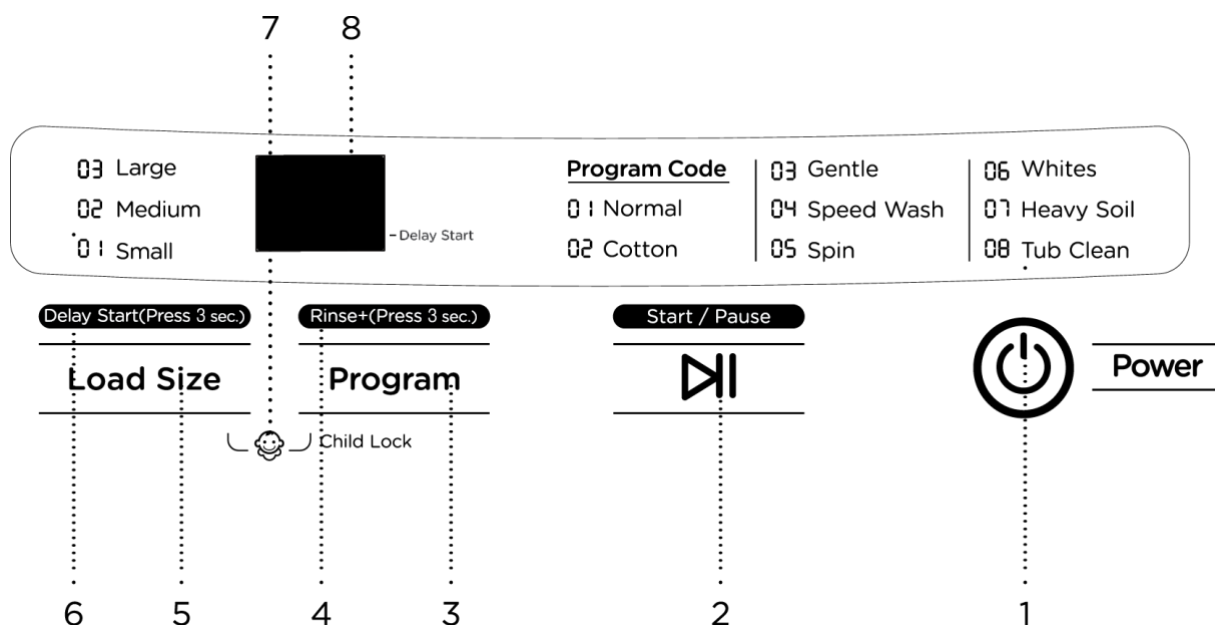 7 8
03 Large
02 Medium
01 Small
Delay Start
Program Code
01 Normal
02 Cotton
03 Gentle
04 Speed Wash
05 Spin
06 Whites
07 Heavy Soil
08 Tub Clean
Delay Start(Press 3 sec.)
Load Size
Rinse+(Press 3 sec.)
Program
Child Lock
Start / Pause
Power
6 5 4 3 2 1